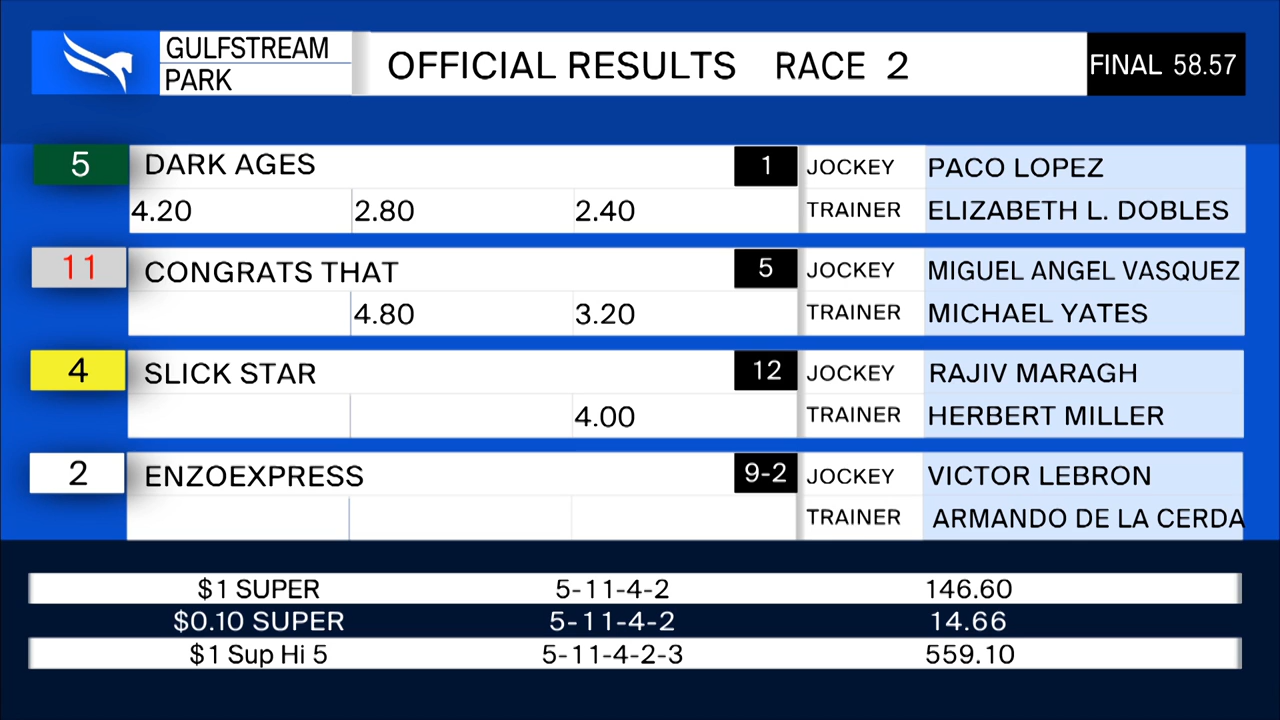 GULFSTREAM
PARK
OFFICIAL RESULTS RACE 2
FINAL 58.57
5 DARK AGES 1 JOCKEY PACO LOPEZ
4.20 2.80 2.40 TRAINER ELIZABETH L. DOBLES
11 CONGRATS THAT 5 JOCKEY MIGUEL ANGEL VASQUEZ
4.80 3.20 TRAINER MICHAEL YATES
4 SLICK STAR 12 JOCKEY RAJIV MARAGH
4.00 TRAINER HERBERT MILLER
2 ENZOEXPRESS 9-2 JOCKEY VICTOR LEBRON
TRAINER ARMANDO DE LA CERDA
$1 SUPER 5-11-4-2 146.60
$0.10 SUPER 5-11-4-2 14.66
$1 Sup Hi 5 5-11-4-2-3 559.10